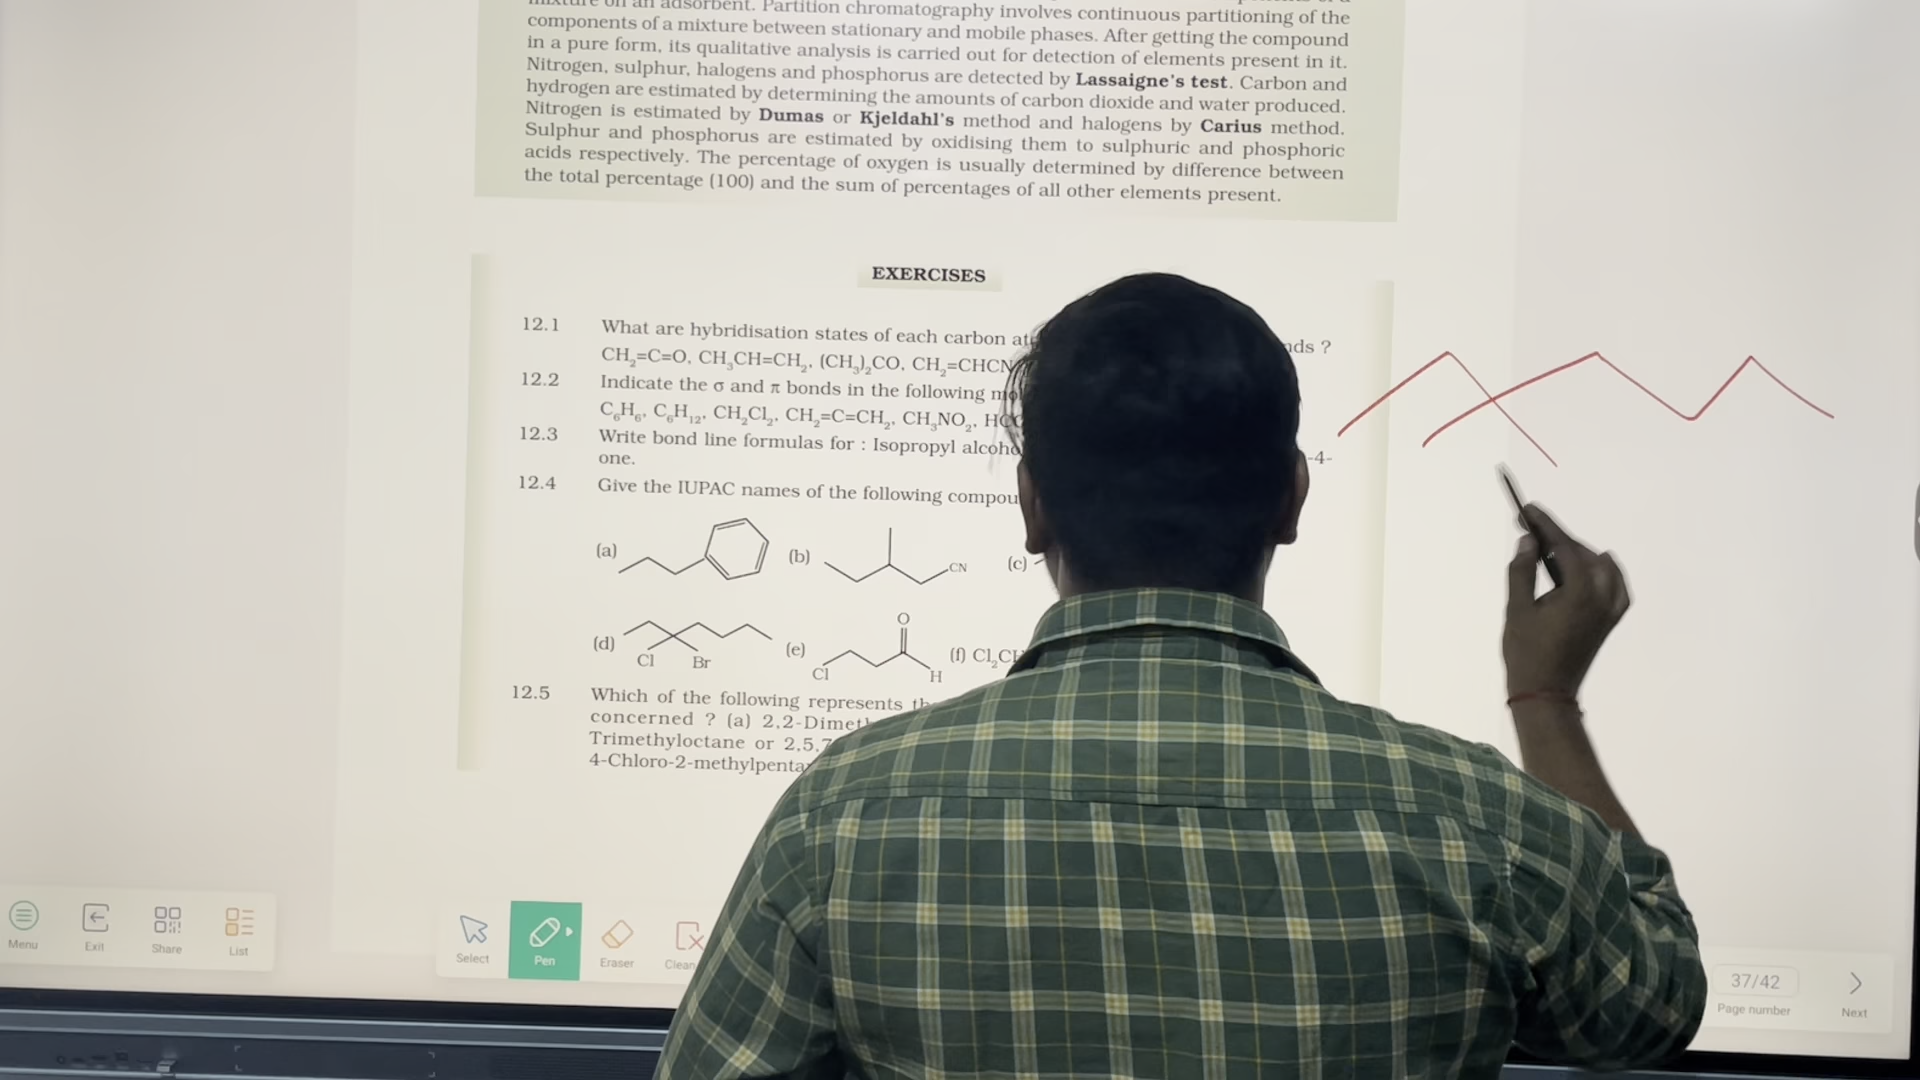 mixture on an adsorbent. Partition chromatography involves continuous partitioning of the
components of a mixture between stationary and mobile phases. After getting the compound
in a pure form, its qualitative analysis is carried out for detection of elements present in it.
Nitrogen, sulphur, halogens and phosphorus are detected by Lassaigne's test. Carbon and
hydrogen are estimated by determining the amounts of carbon dioxide and water produced.
Nitrogen is estimated by Dumas or Kjeldahl's method and halogens by Carius method.
Sulphur and phosphorus are estimated by oxidising them to sulphuric and phosphoric
acids respectively. The percentage of oxygen is usually determined by difference between
the total percentage (100) and the sum of percentages of all other elements present.
EXERCISES
12.1 What are hybridisation states of each carbon ds ?
CH₂=C=O, CH₃CH=CH₂, (CH₃)₂CO, CH₂=CHCN
12.2 Indicate the σ and π bonds in the following
C₆H₆, C₆H₁₂, CH₂Cl₂, CH₂=C=CH₂, CH₃NO₂,
12.3 Write bond line formulas for : Isopropyl -4-
one.
12.4 Give the IUPAC names of the following
(a) (b) CN (c)
(d) Cl Br (e) O Cl H (f) Cl₂C
12.5 Which of the following represents
concerned ? (a) 2,2-
Trimethyloctane or 2,5,7
4-Chloro-2-
Menu Exit Share List Select Pen Eraser Clean 37/42 Page number Next